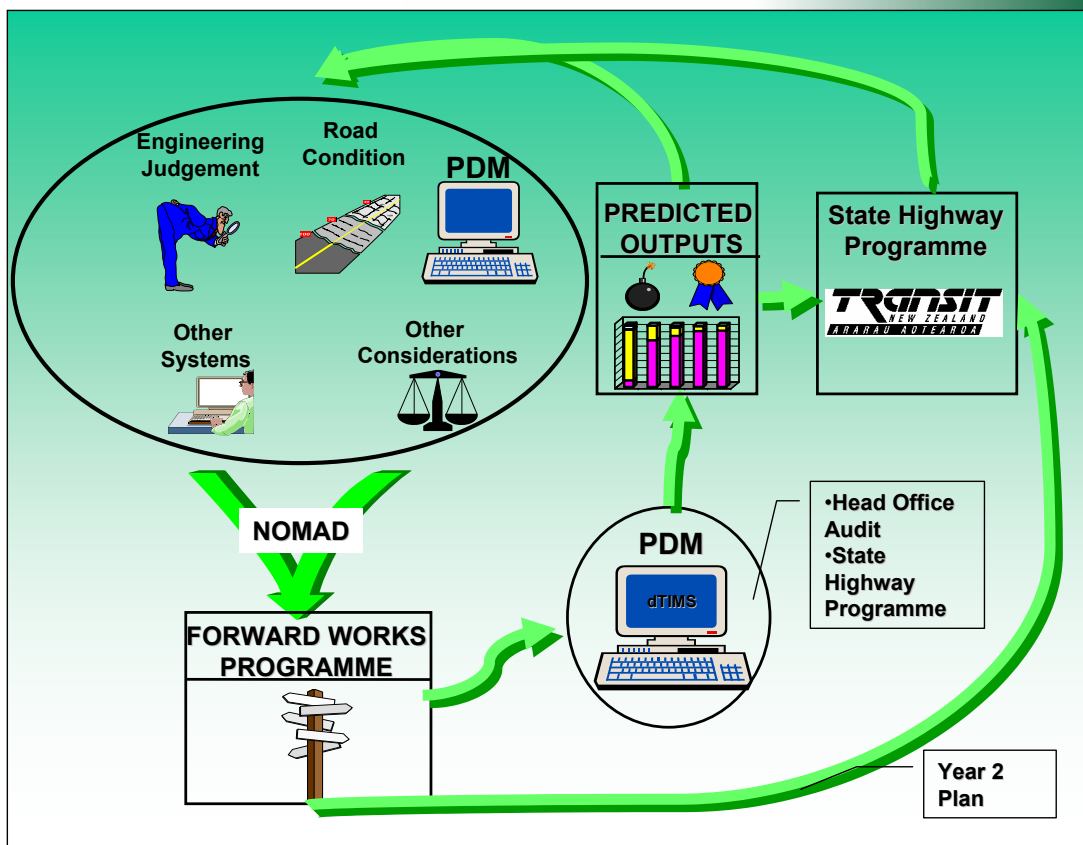 Engineering
Judgement
Road
Condition
PDM
Other
Systems
Other
Considerations
NOMAD
FORWARD WORKS
PROGRAMME
PDM
dTIMS
•Head Office
Audit
•State
Highway
Programme
PREDICTED
OUTPUTS
State Highway
Programme
TRANSIT
NEW ZEALAND
ARARAU AOTEAROA
Year 2
Plan